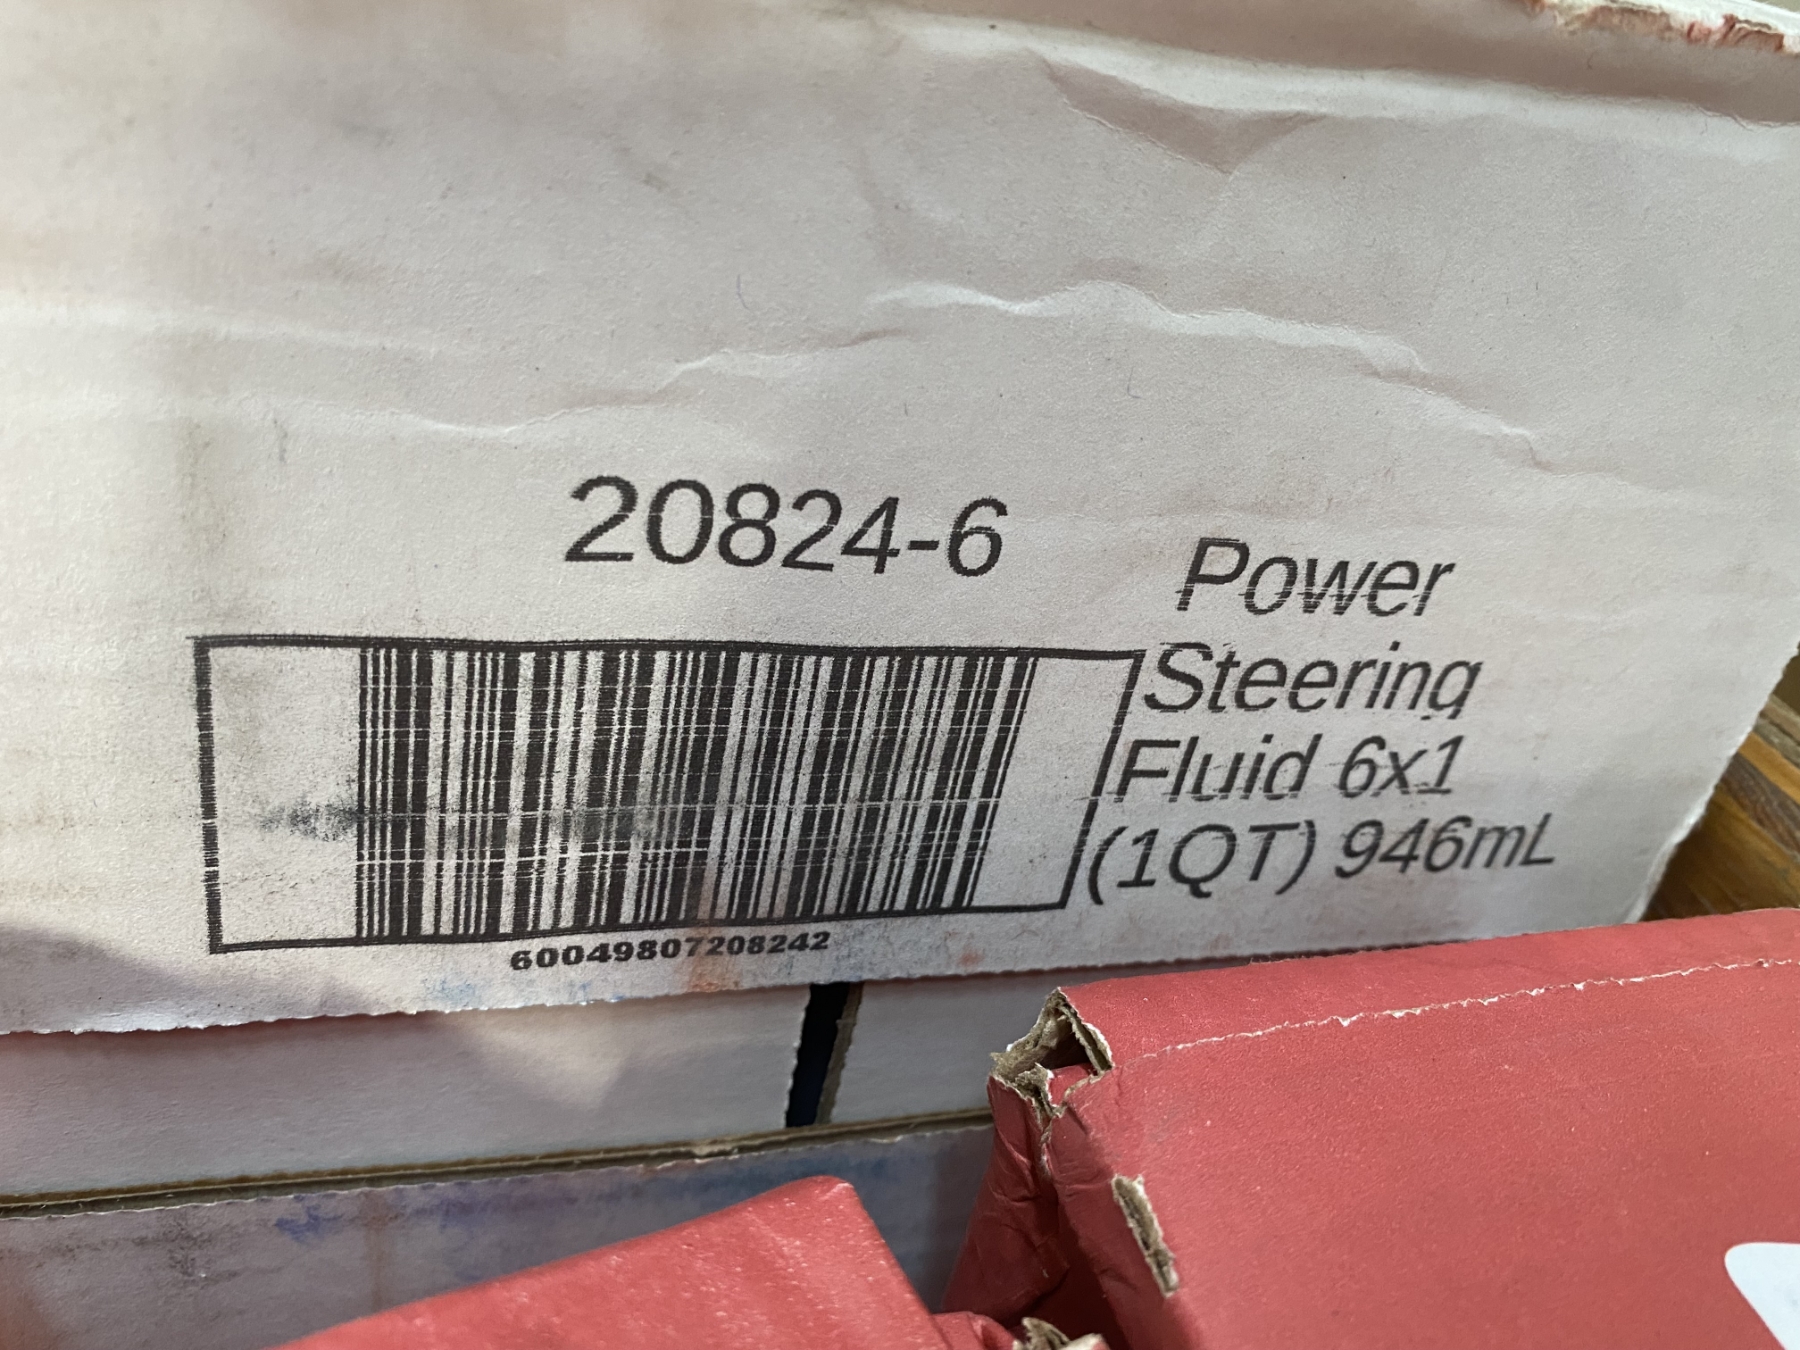 20824-6
Power
Steering
Fluid 6x1
(1QT) 946mL
60049807208242